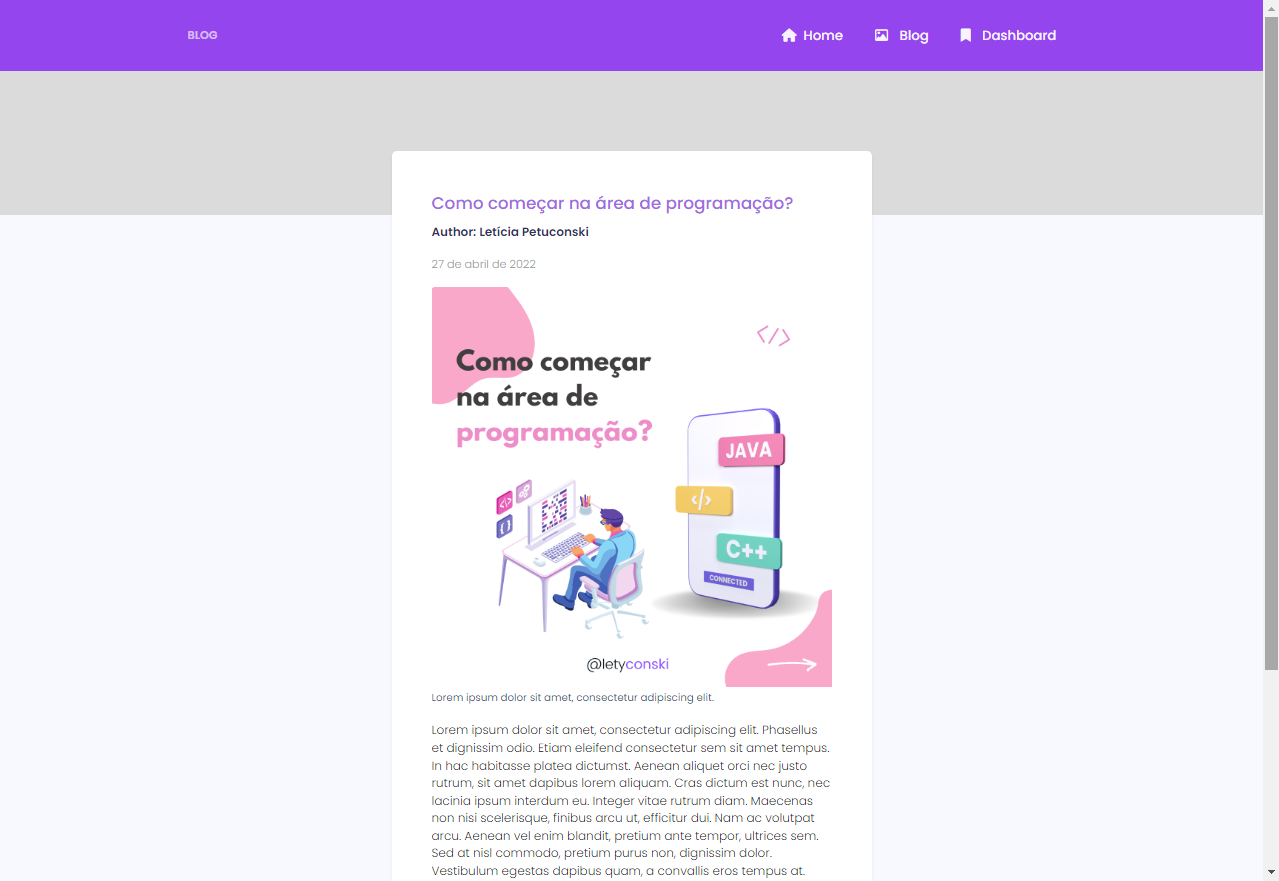 BLOG
Home
Blog
Dashboard
Como começar na área de programação?
Author: Letícia Petuconski
27 de abril de 2022
</>
Como começar
na área de
programação?
JAVA
</>
</>
{ }
C++
CONNECTED
@letyconski
Lorem ipsum dolor sit amet, consectetur adipiscing elit.
Lorem ipsum dolor sit amet, consectetur adipiscing elit. Phasellus
et dignissim odio. Etiam eleifend consectetur sem sit amet tempus.
In hac habitasse platea dictumst. Aenean aliquet orci nec justo
rutrum, sit amet dapibus lorem aliquam. Cras dictum est nunc, nec
lacinia ipsum interdum eu. Integer vitae rutrum diam. Maecenas
non nisi scelerisque, finibus arcu ut, efficitur dui. Nam ac volutpat
arcu. Aenean vel enim blandit, pretium ante tempor, ultrices sem.
Sed at nisl commodo, pretium purus non, dignissim dolor.
Vestibulum egestas dapibus quam, a convallis eros tempus at.